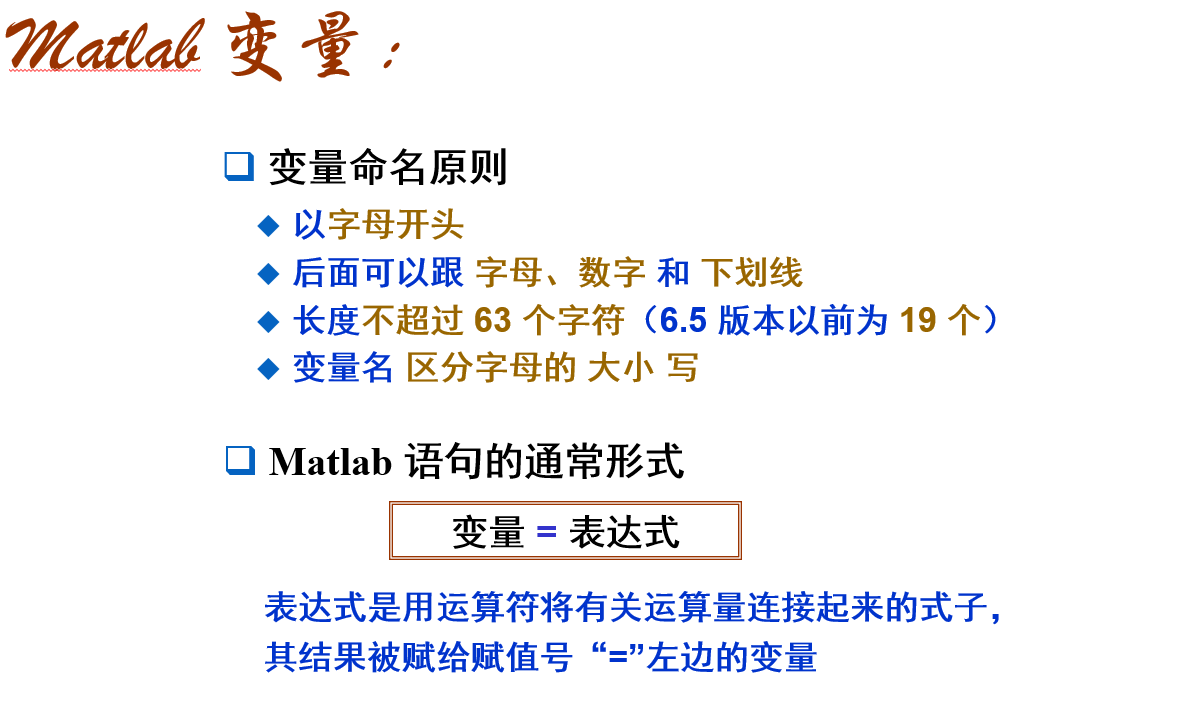 Matlab 变量：
变量命名原则
以字母开头
后面可以跟 字母、数字 和 下划线
长度不超过 63 个字符（6.5 版本以前为 19 个）
变量名 区分字母的 大小 写
Matlab 语句的通常形式
变量 = 表达式
表达式是用运算符将有关运算量连接起来的式子，
其结果被赋给赋值号“=”左边的变量